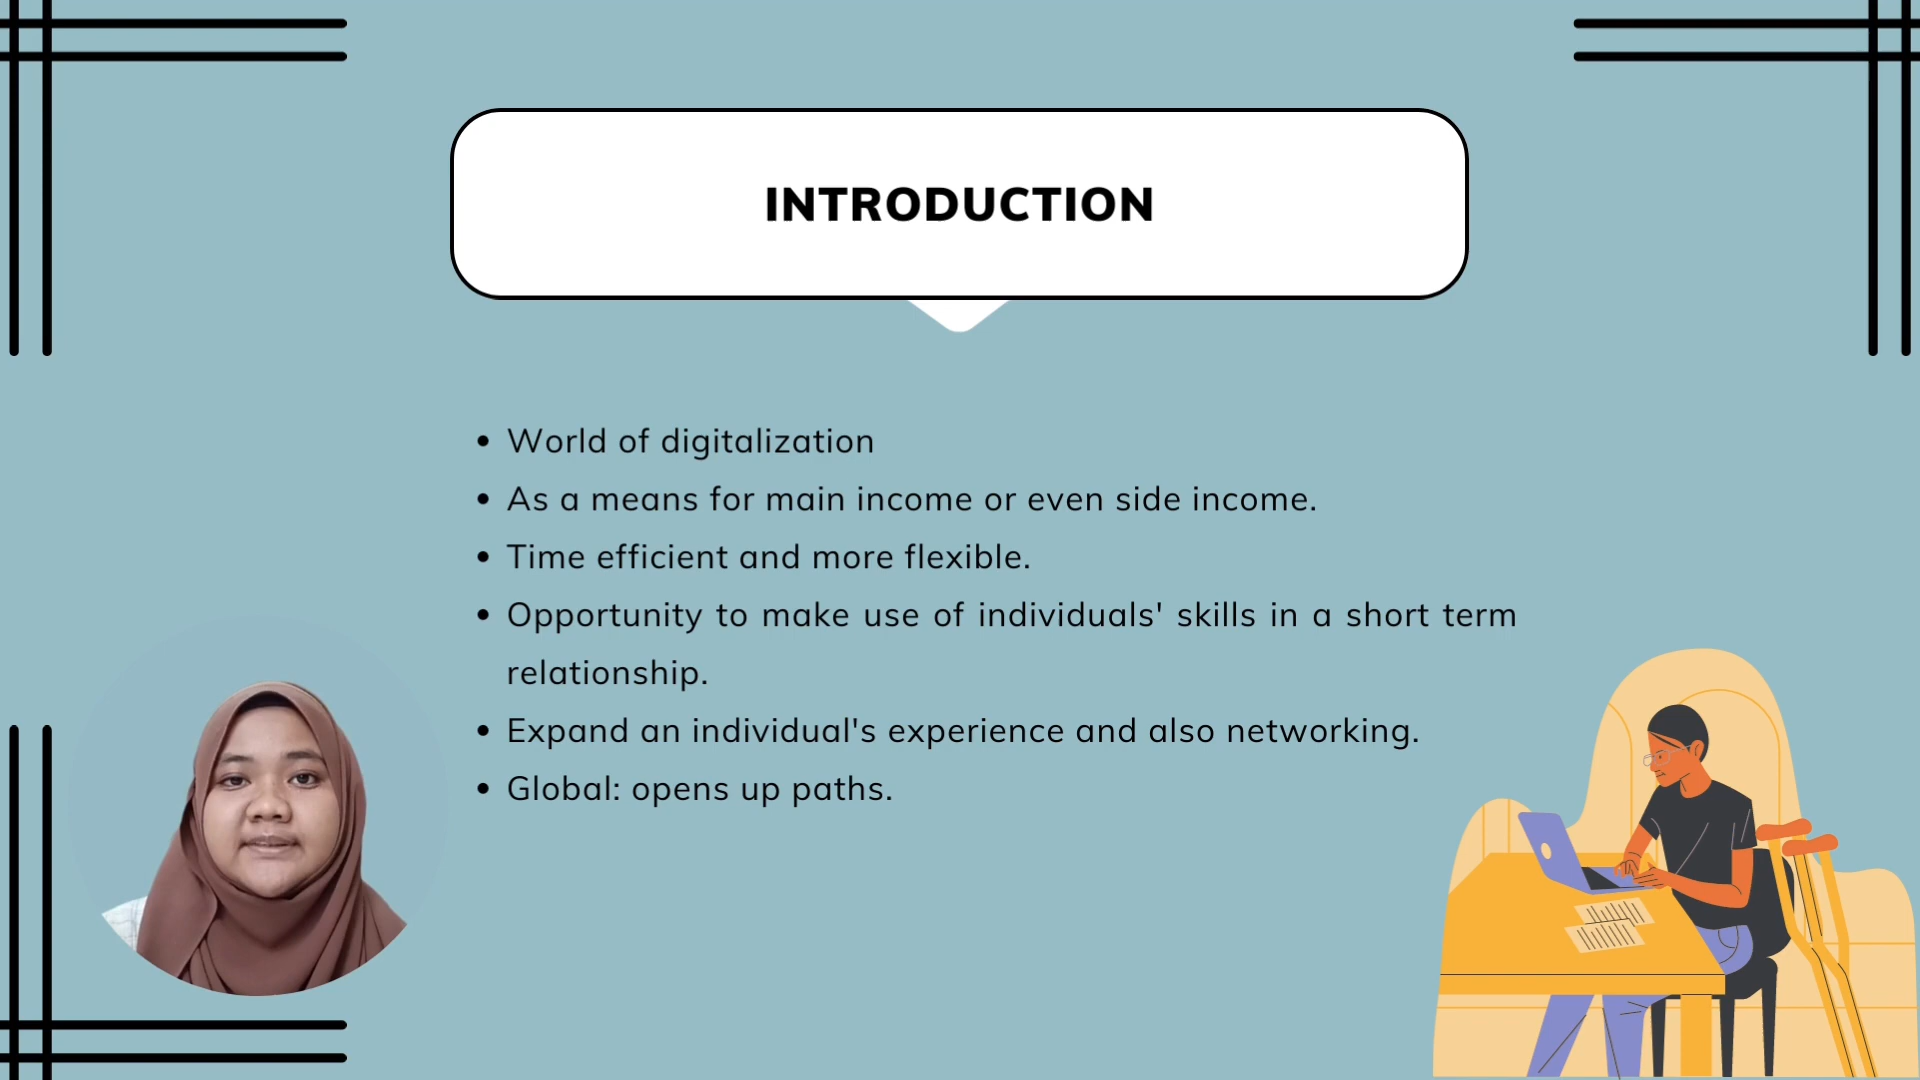 INTRODUCTION
• World of digitalization
• As a means for main income or even side income.
• Time efficient and more flexible.
• Opportunity to make use of individuals' skills in a short term
relationship.
• Expand an individual's experience and also networking.
• Global: opens up paths.